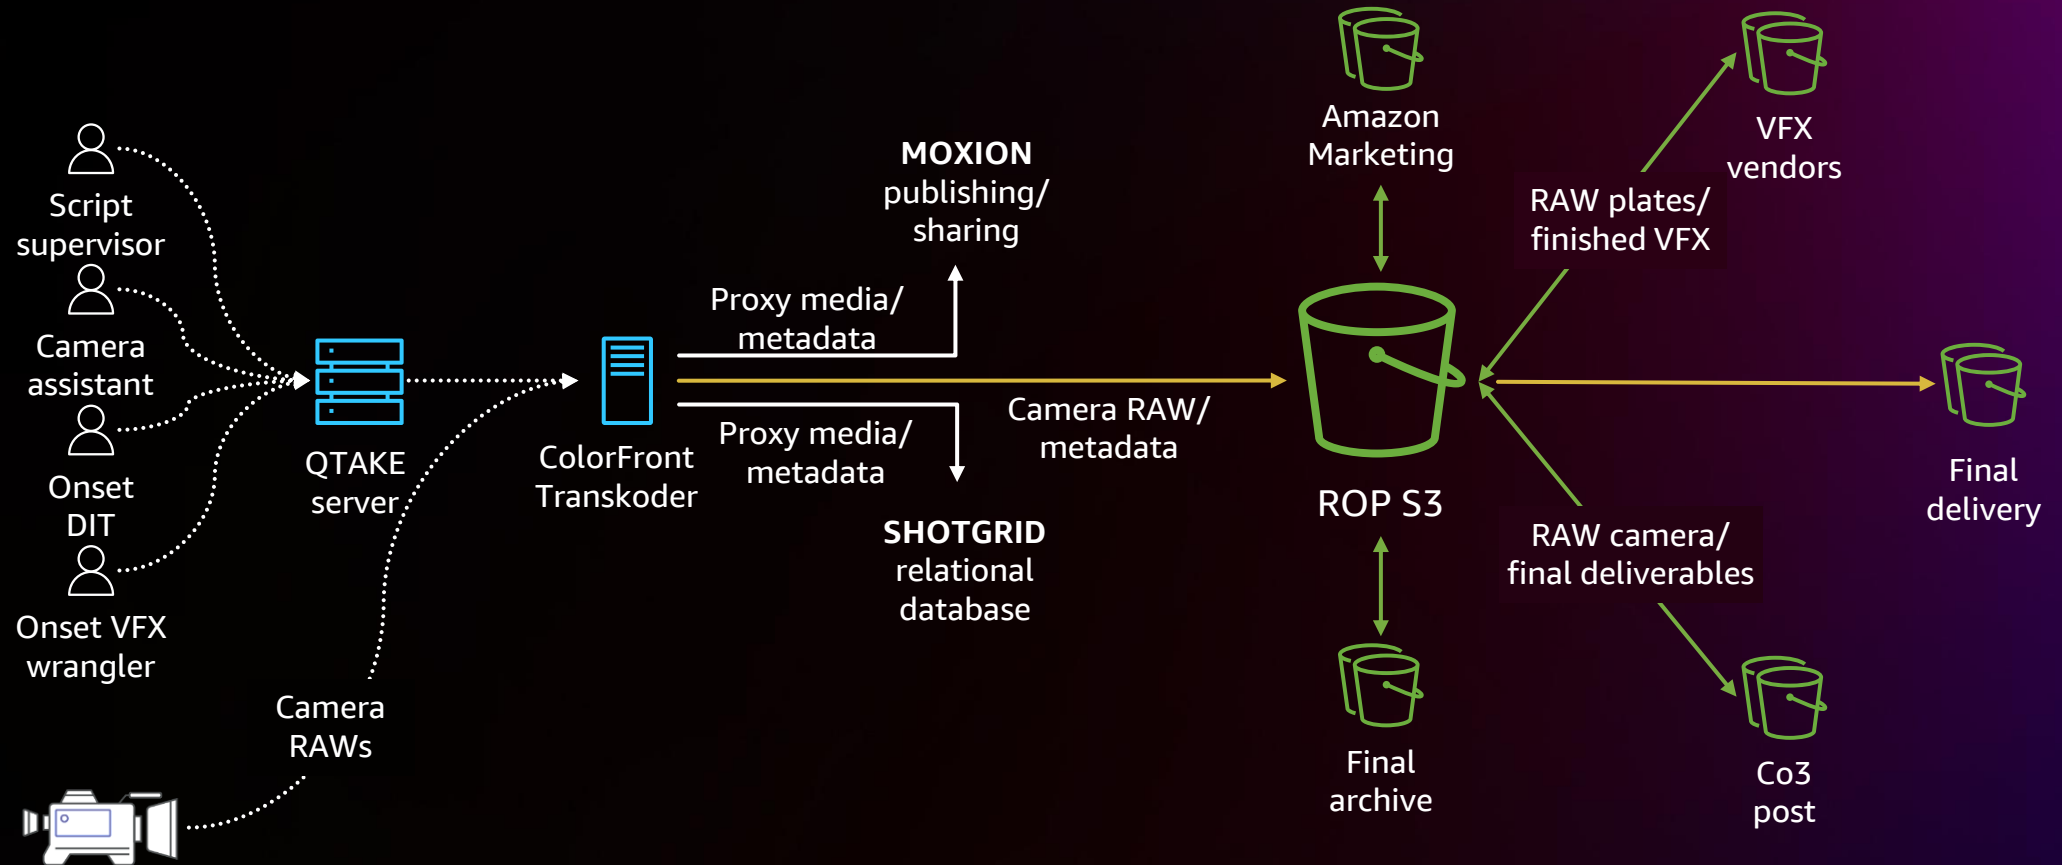 Script
supervisor
Camera
assistant
Onset
DIT
Onset VFX
wrangler
Camera
RAWs
QTAKE
server
ColorFront
Transkoder
Proxy media/
metadata
MOXION
publishing/
sharing
Proxy media/
metadata
SHOTGRID
relational
database
Camera RAW/
metadata
Amazon
Marketing
ROP S3
Final
archive
VFX
vendors
RAW plates/
finished VFX
Final
delivery
RAW camera/
final deliverables
Co3
post